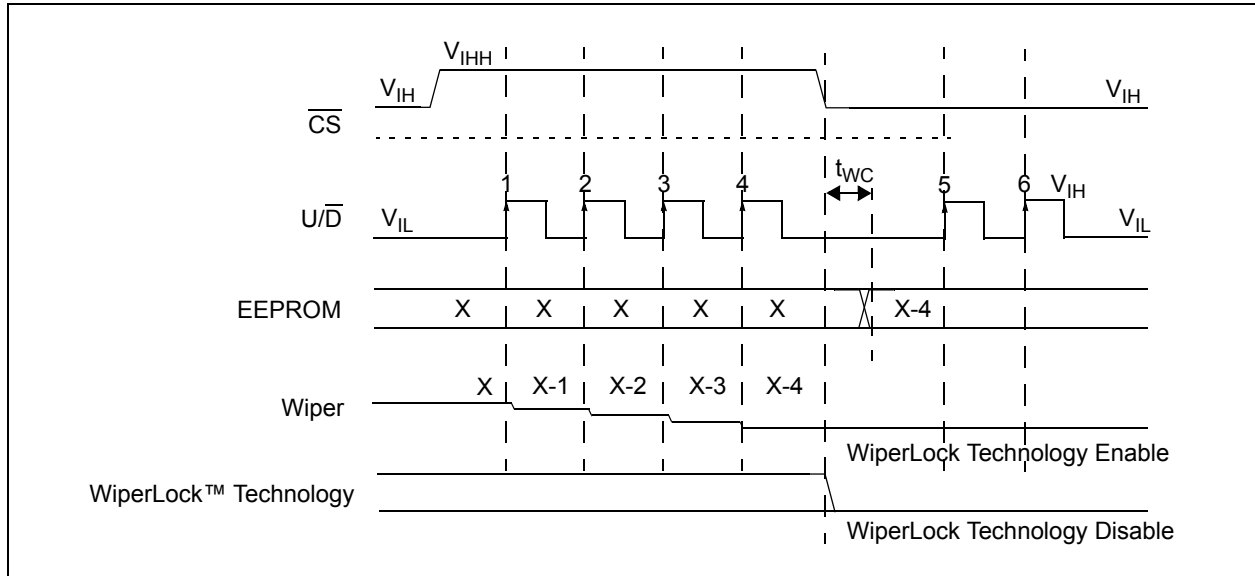 V_IHH
V_IH V_IH
C̅S̅
1 2 3 4 t_WC 5 6 V_IH
U/D̅ V_IL V_IL
EEPROM X X X X X X-4
X X-1 X-2 X-3 X-4
Wiper
WiperLock Technology Enable
WiperLock™ Technology
WiperLock Technology Disable